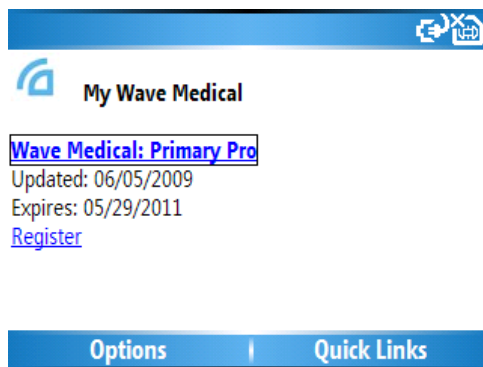 My Wave Medical
Wave Medical: Primary Pro
Updated: 06/05/2009
Expires: 05/29/2011
Register
Options Quick Links